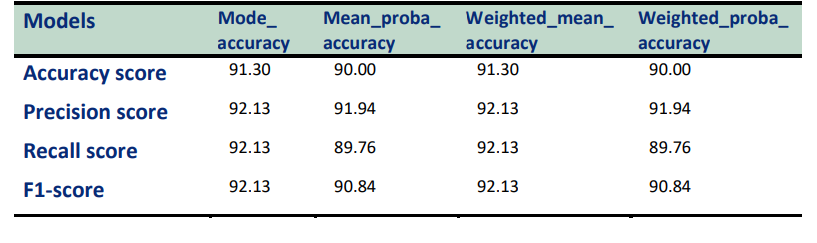 Models Mode_ Mean_proba_ Weighted_mean_ Weighted_proba_
accuracy accuracy accuracy accuracy
Accuracy score 91.30 90.00 91.30 90.00
Precision score 92.13 91.94 92.13 91.94
Recall score 92.13 89.76 92.13 89.76
F1-score 92.13 90.84 92.13 90.84